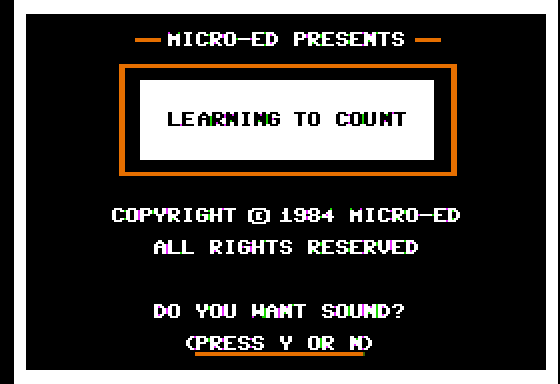 MICRO-ED PRESENTS
LEARNING TO COUNT
COPYRIGHT © 1984 MICRO-ED
ALL RIGHTS RESERVED
DO YOU WANT SOUND?
(PRESS Y OR N)